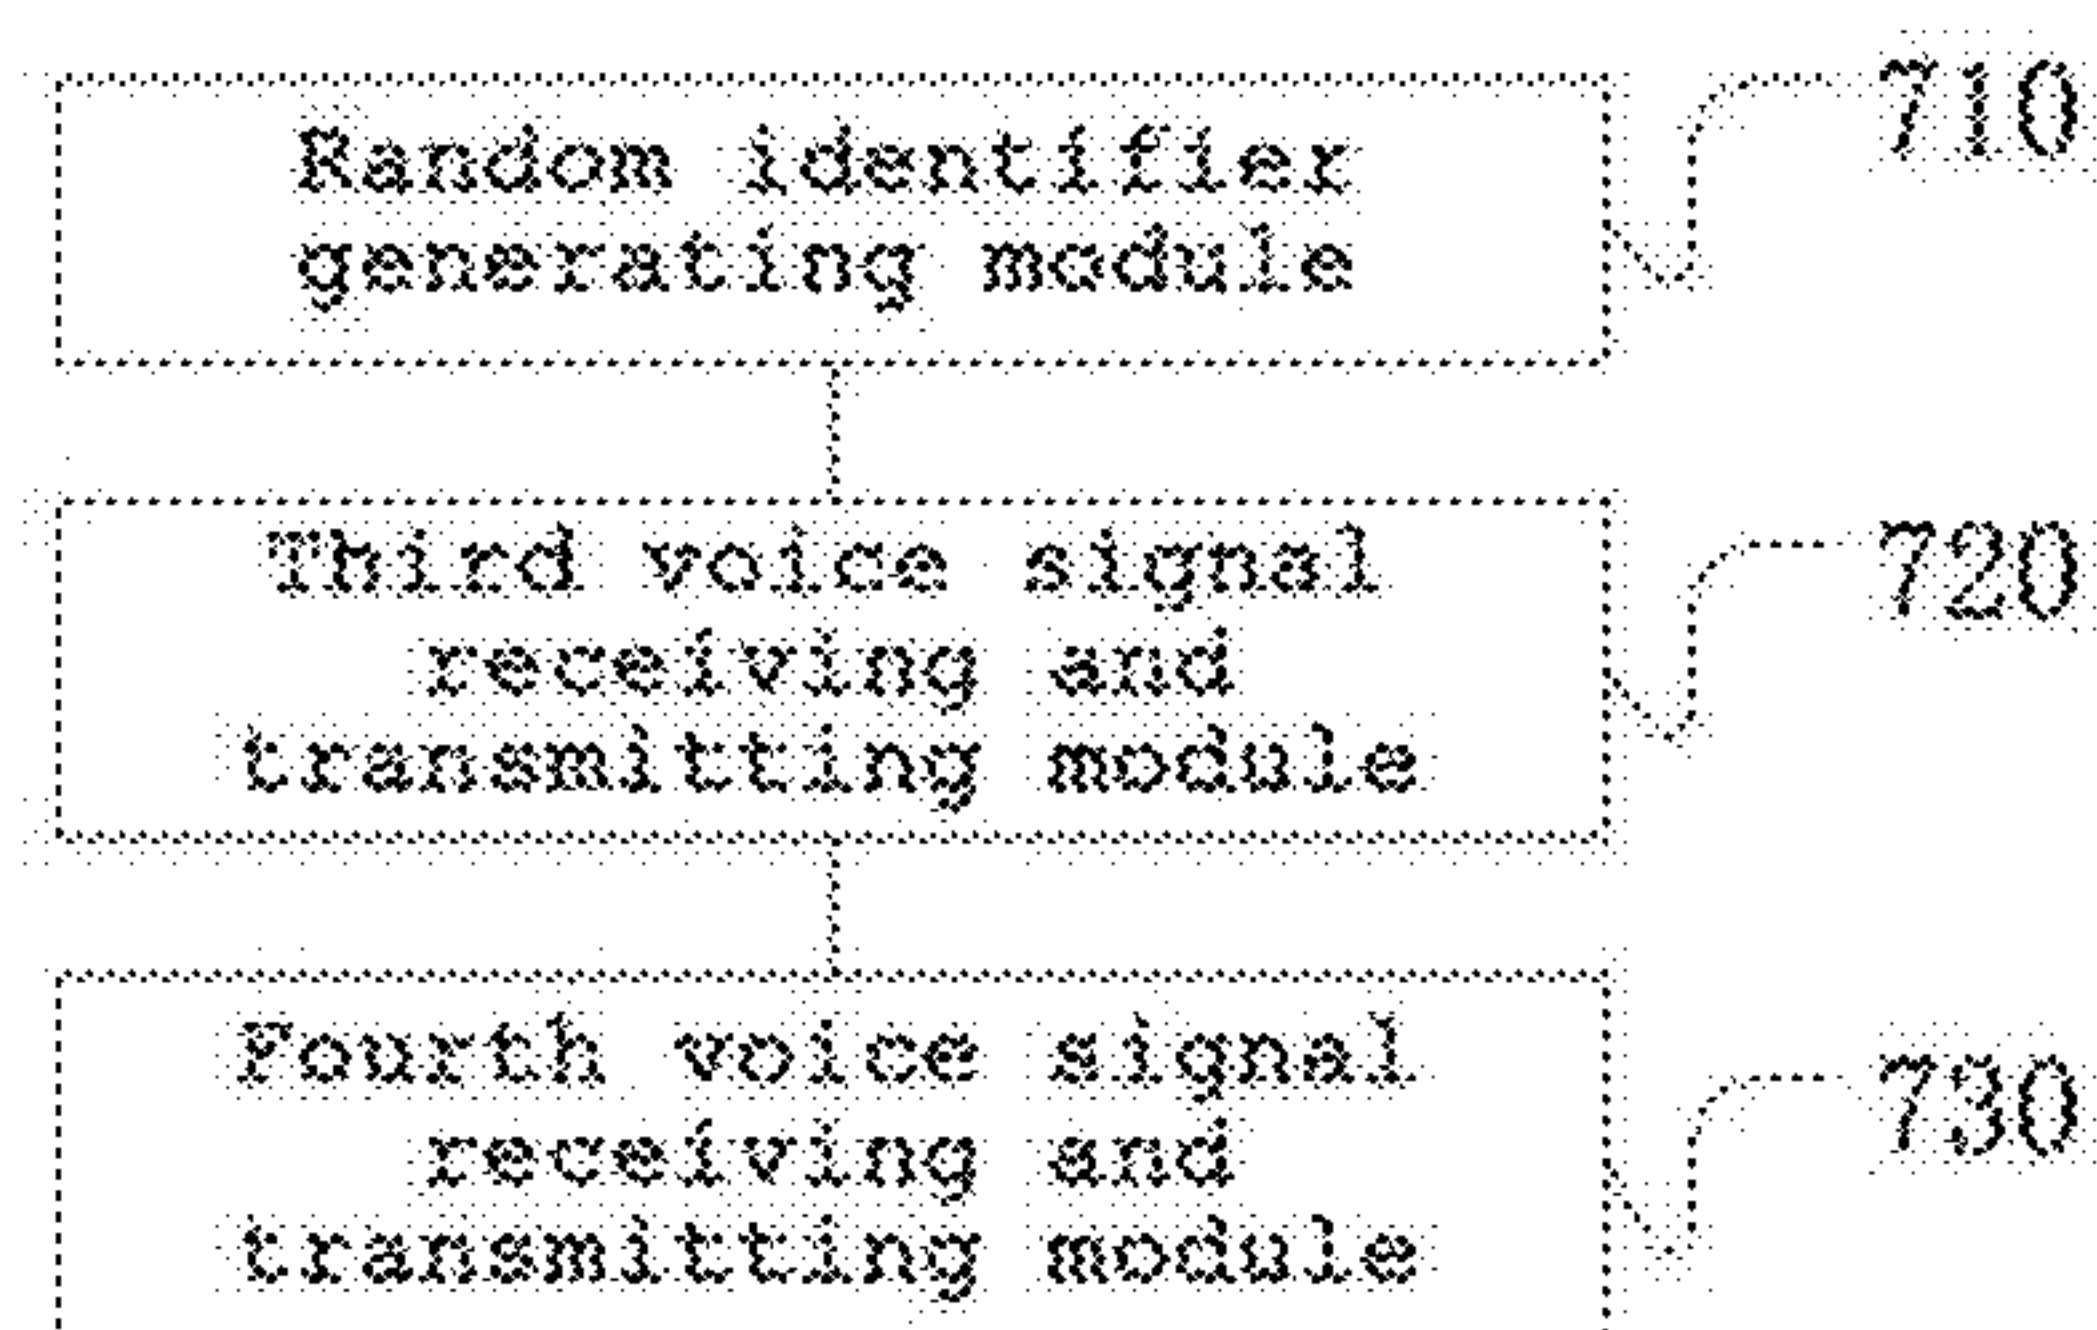 Random identifier
generating module
710
Third voice signal
receiving and
transmitting module
720
Fourth voice signal
receiving and
transmitting module
730